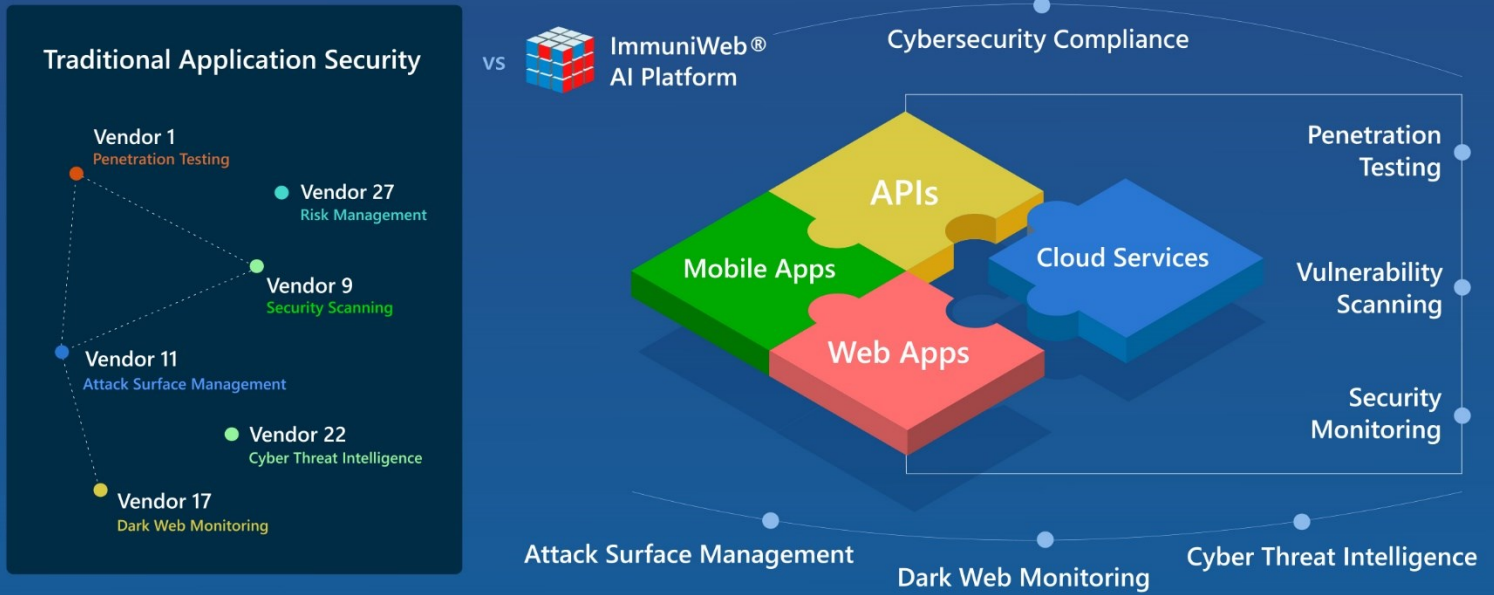 Traditional Application Security
Vendor 1
Penetration Testing
Vendor 27
Risk Management
Vendor 9
Security Scanning
Vendor 11
Attack Surface Management
Vendor 22
Cyber Threat Intelligence
Vendor 17
Dark Web Monitoring
vs
ImmuniWeb®
AI Platform
Cybersecurity Compliance
APIs
Mobile Apps
Cloud Services
Web Apps
Penetration
Testing
Vulnerability
Scanning
Security
Monitoring
Attack Surface Management
Dark Web Monitoring
Cyber Threat Intelligence